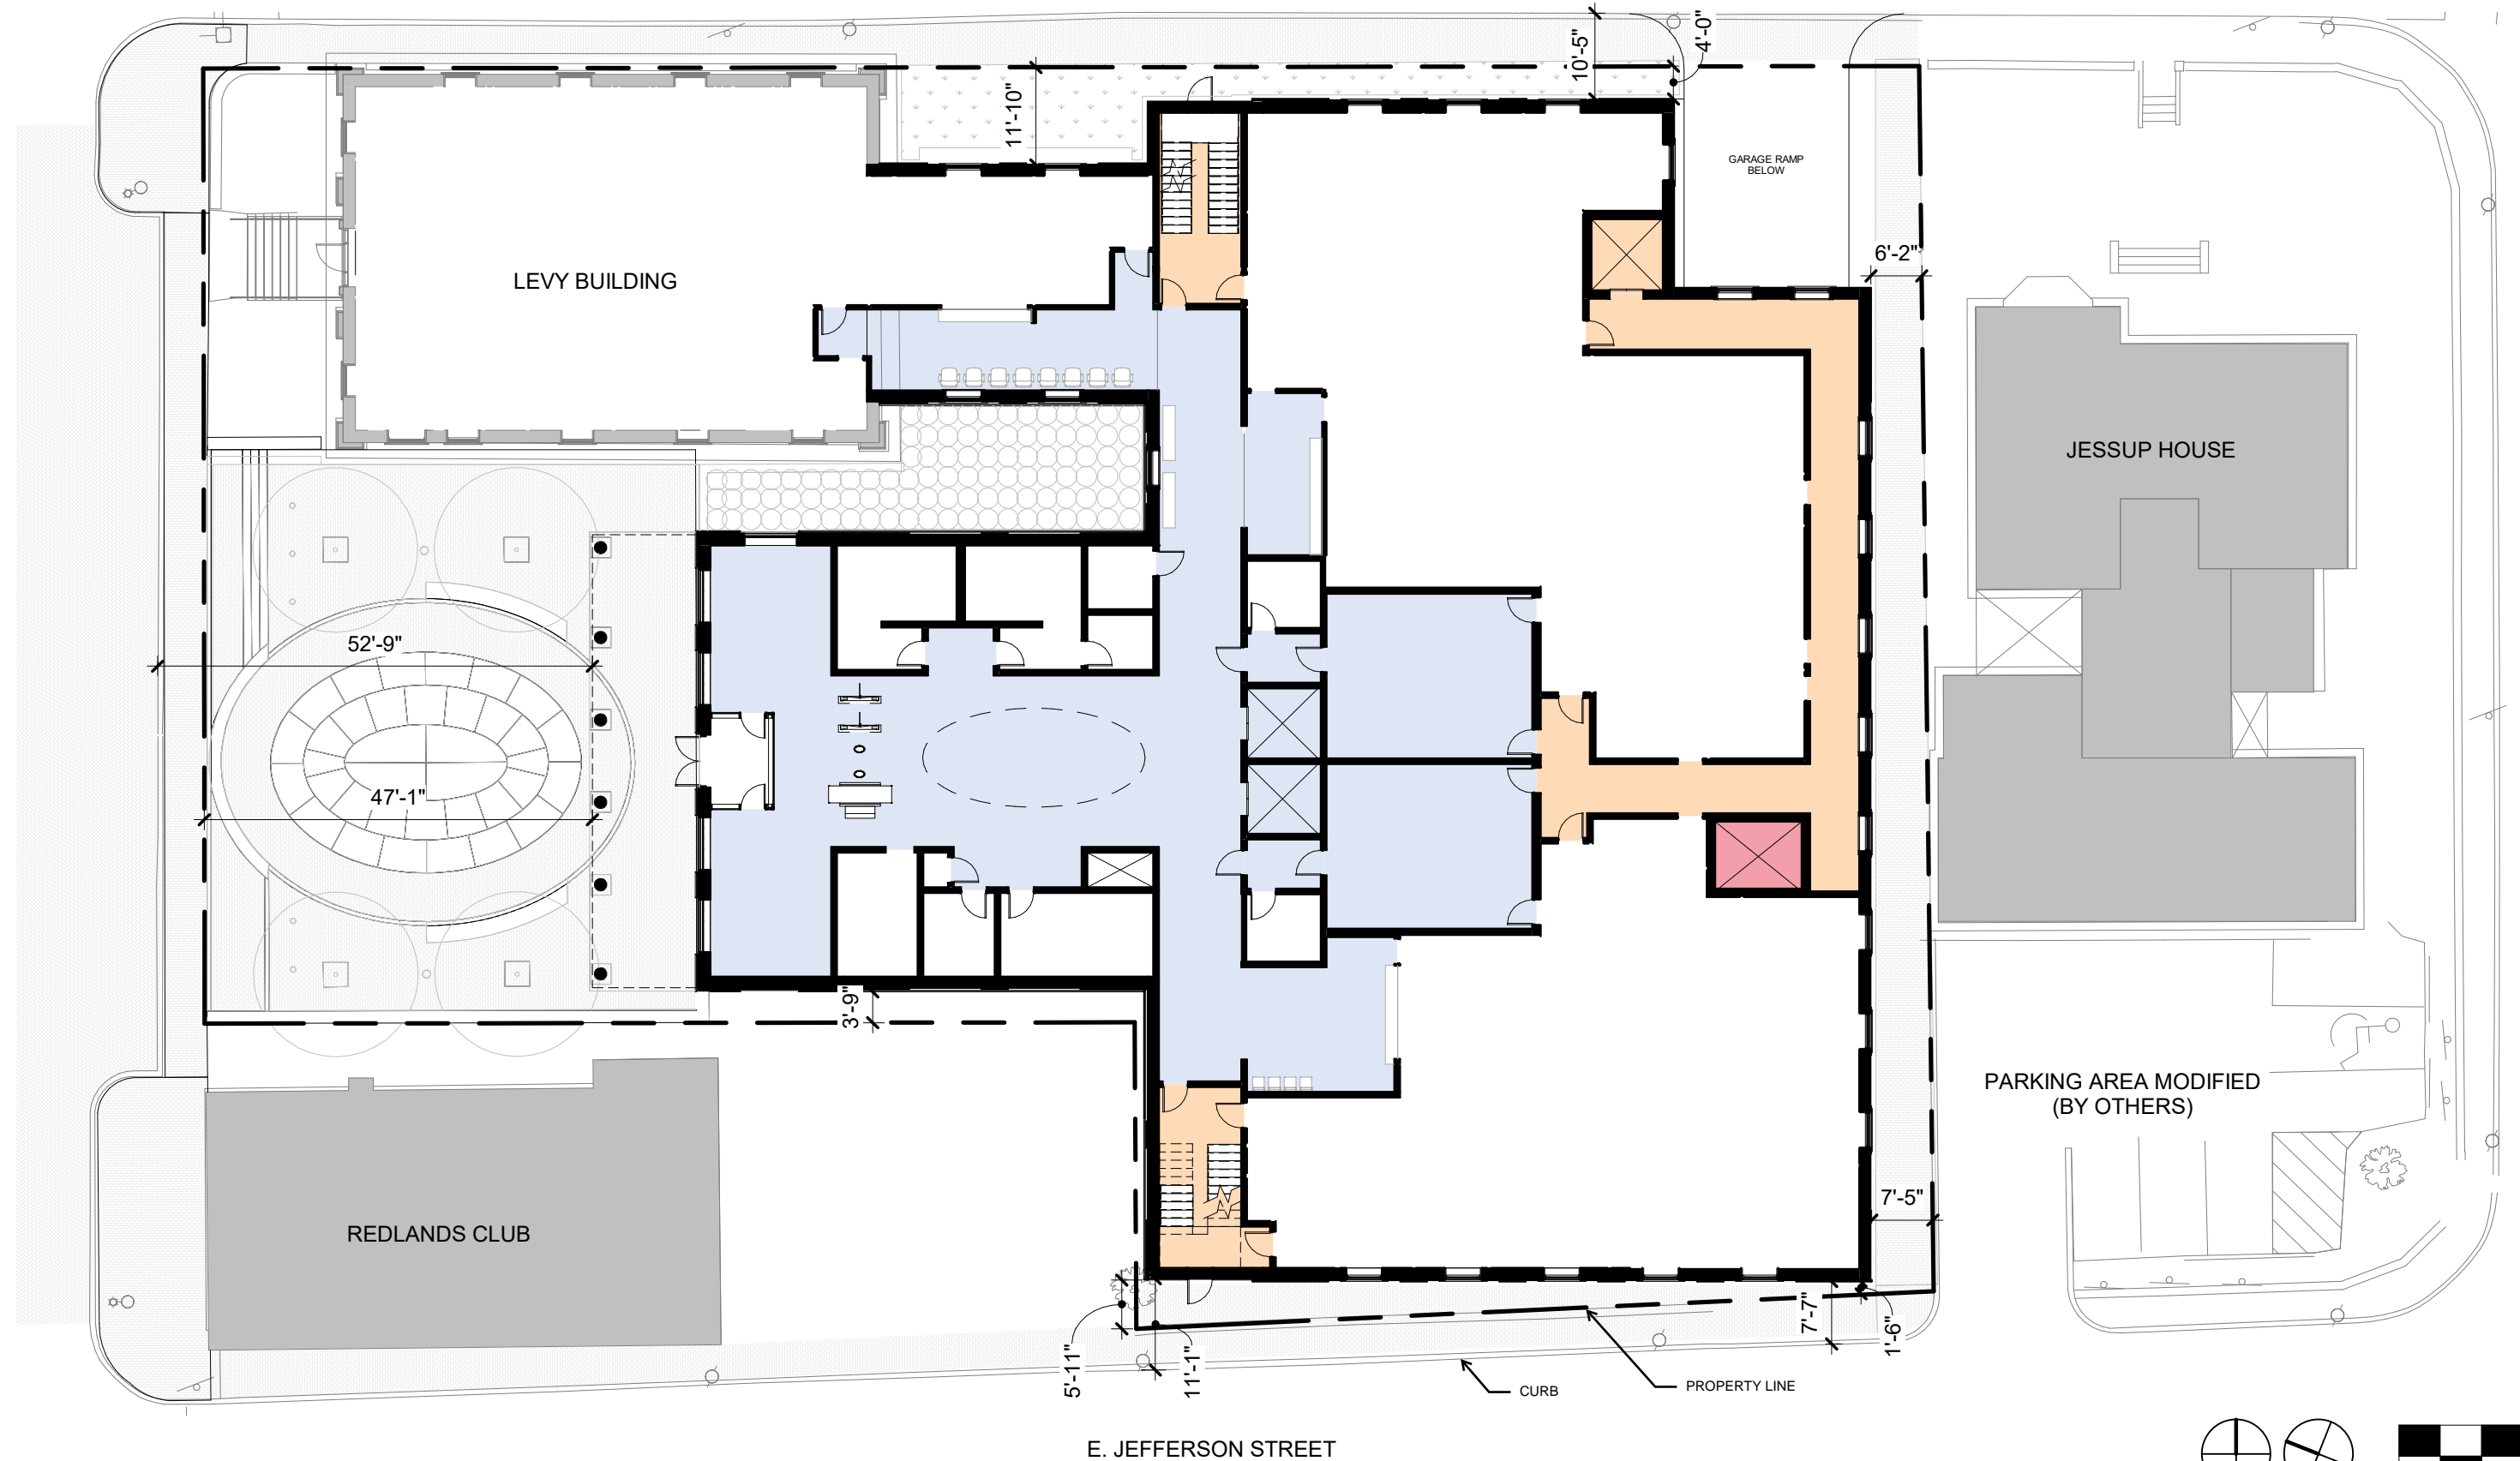 10'-5"
4'-0"
11'-10"
GARAGE RAMP
BELOW
6'-2"
LEVY BUILDING
JESSUP HOUSE
52'-9"
47'-1"
3'-9"
PARKING AREA MODIFIED
(BY OTHERS)
7'-5"
REDLANDS CLUB
5'-11"
11'-1"
7'-7"
1'-6"
CURB
PROPERTY LINE
E. JEFFERSON STREET